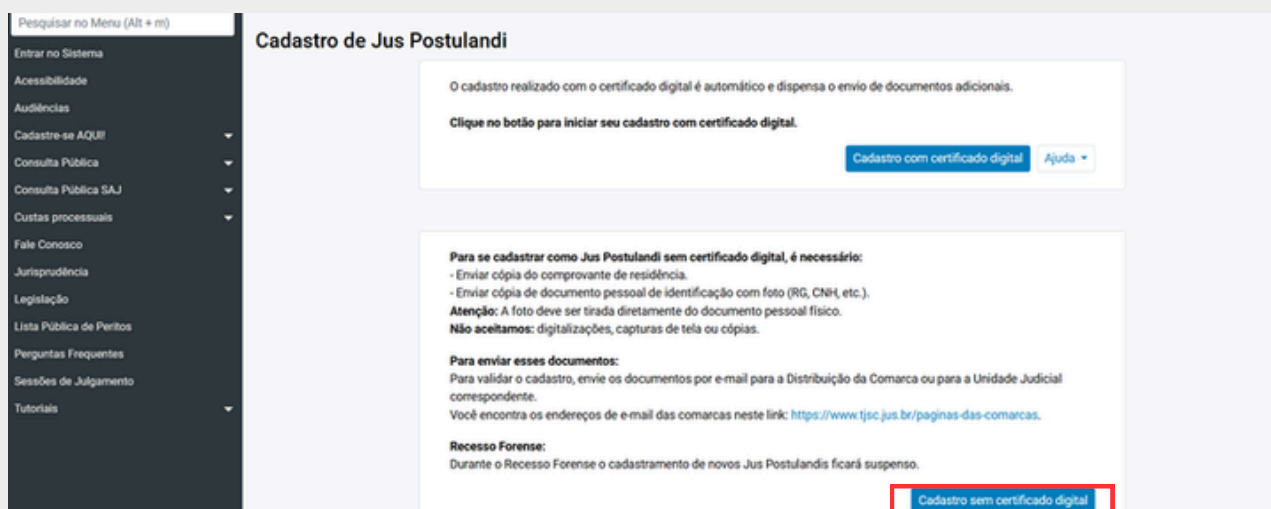 Pesquisar no Menu (Alt + m)
Entrar no Sistema
Acessibilidade
Audiências
Cadastre-se AQUI!
Consulta Pública
Consulta Pública SAJ
Custas processuais
Fale Conosco
Jurisprudência
Legislação
Lista Pública de Peritos
Perguntas Frequentes
Sessões de Julgamento
Tutoriais
Cadastro de Jus Postulandi
O cadastro realizado com o certificado digital é automático e dispensa o envio de documentos adicionais.
Clique no botão para iniciar seu cadastro com certificado digital.
Cadastro com certificado digital
Ajuda
Para se cadastrar como Jus Postulandi sem certificado digital, é necessário:
- Enviar cópia do comprovante de residência.
- Enviar cópia de documento pessoal de identificação com foto (RG, CNH, etc.).
Atenção: A foto deve ser tirada diretamente do documento pessoal físico.
Não aceitamos: digitalizações, capturas de tela ou cópias.
Para enviar esses documentos:
Para validar o cadastro, envie os documentos por e-mail para a Distribuição da Comarca ou para a Unidade Judicial
correspondente.
Você encontra os endereços de e-mail das comarcas neste link: https://www.tjsc.jus.br/paginas-das-comarcas.
Recesso Forense:
Durante o Recesso Forense o cadastramento de novos Jus Postulandis ficará suspenso.
Cadastro sem certificado digital